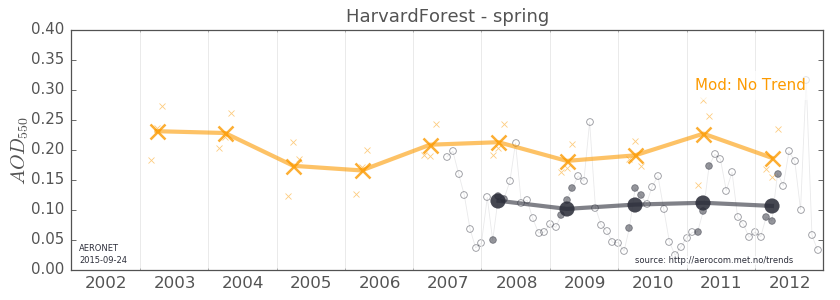 HarvardForest - spring
0.40
0.35
0.30
0.25
0.20
0.15
0.10
0.05
0.00
AOD550
Mod: No Trend
AERONET
2015-09-24
source: http://aerocom.met.no/trends
2002 2003 2004 2005 2006 2007 2008 2009 2010 2011 2012